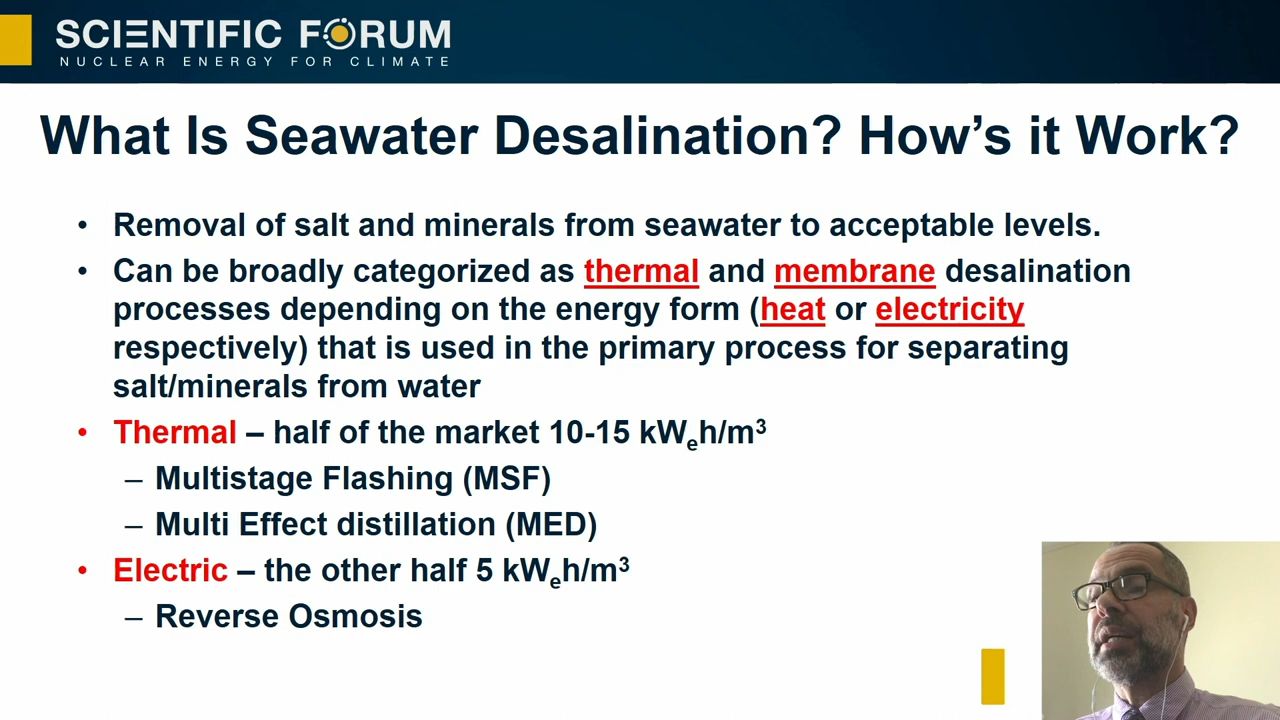 SCIENTIFIC FORUM
NUCLEAR ENERGY FOR CLIMATE
What Is Seawater Desalination? How's it Work?
• Removal of salt and minerals from seawater to acceptable levels.
• Can be broadly categorized as thermal and membrane desalination
processes depending on the energy form (heat or electricity
respectively) that is used in the primary process for separating
salt/minerals from water
• Thermal – half of the market 10-15 kWₑh/m³
– Multistage Flashing (MSF)
– Multi Effect distillation (MED)
• Electric – the other half 5 kWₑh/m³
– Reverse Osmosis